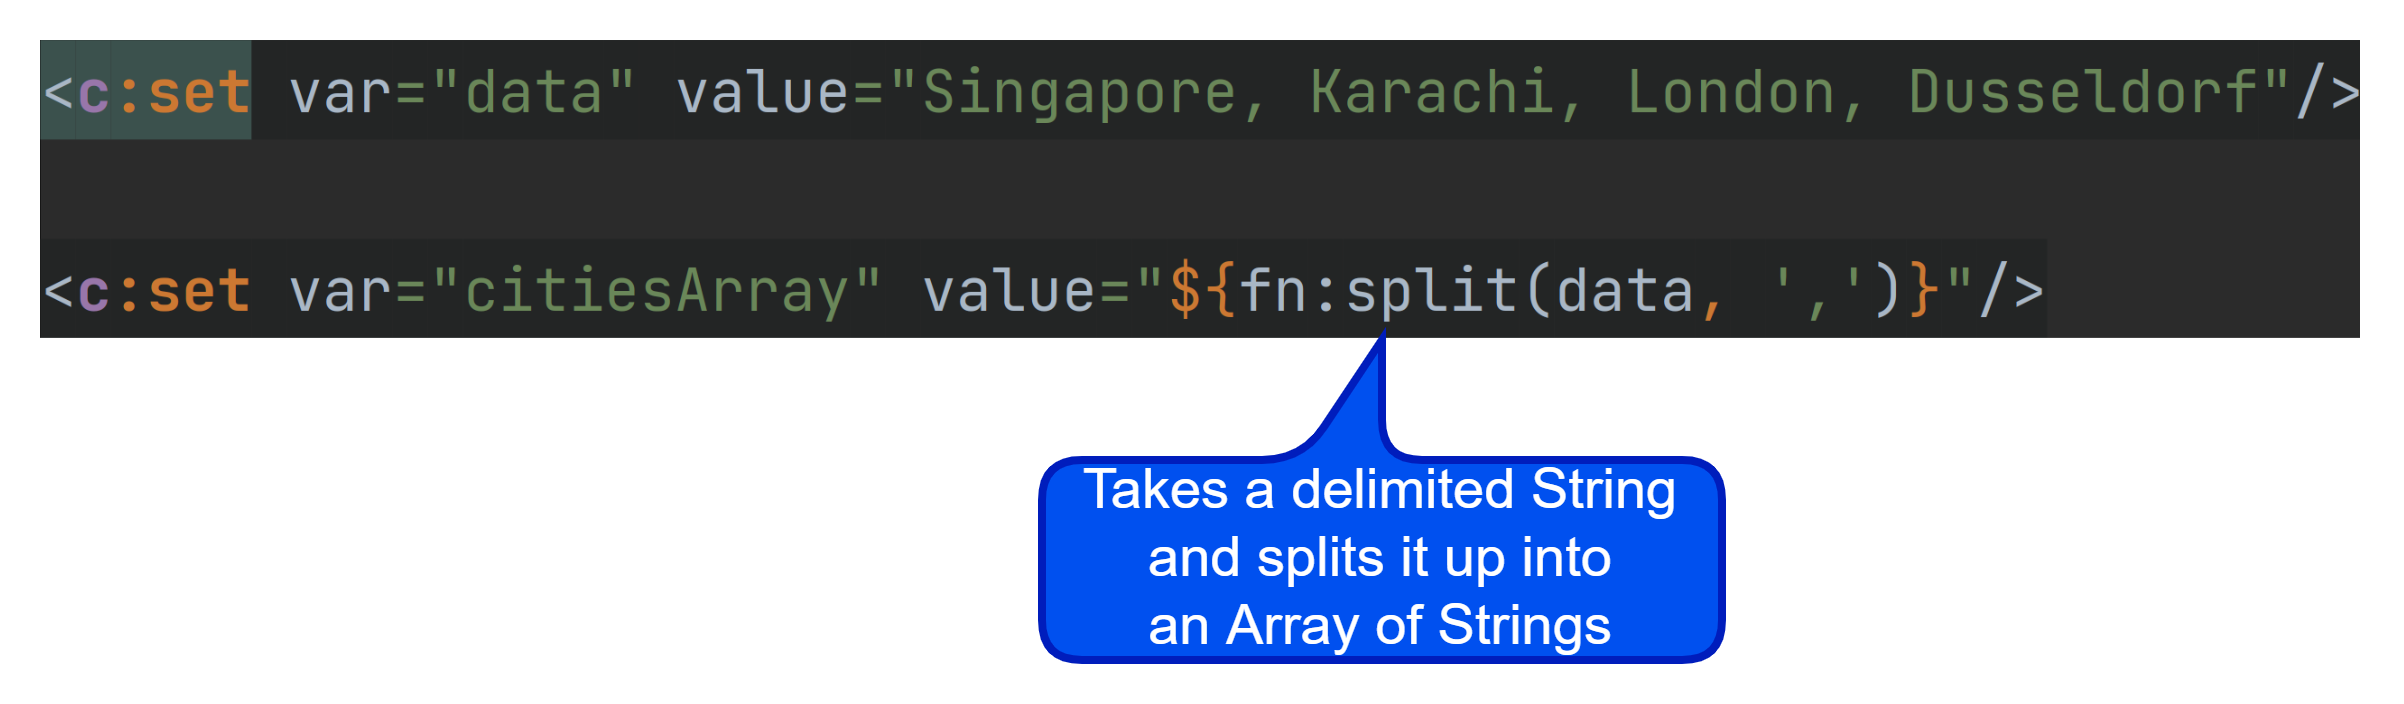 <c:set var="data" value="Singapore, Karachi, London, Dusseldorf"/>
<c:set var="citiesArray" value="${fn:split(data, ',')}"/>
Takes a delimited String
and splits it up into
an Array of Strings